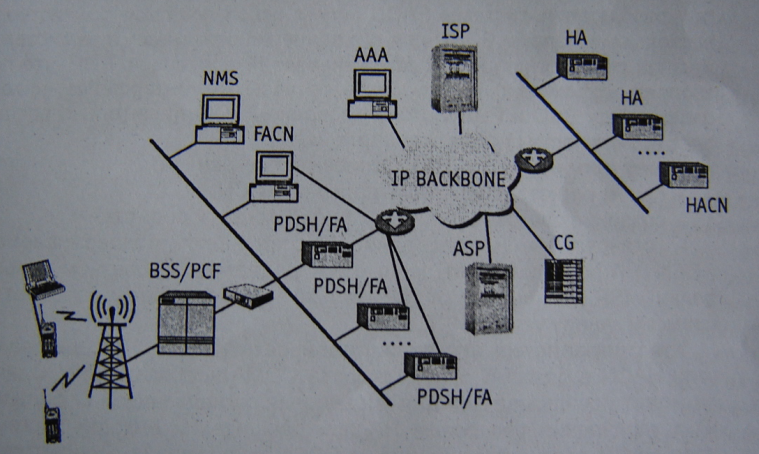 ISP
HA
AAA
NMS
HA
FACN
IP BACKBONE
HACN
PDSH/FA
ASP
CG
BSS/PCF
PDSH/FA
PDSH/FA